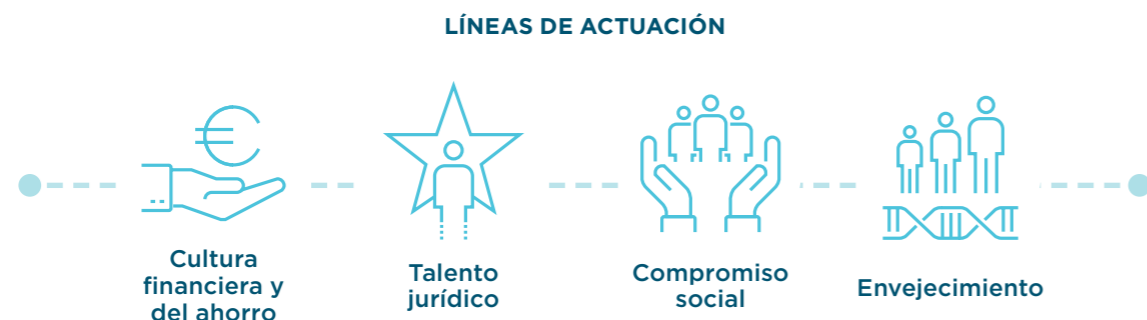 LÍNEAS DE ACTUACIÓN
Cultura
financiera y
del ahorro
Talento
jurídico
Compromiso
social
Envejecimiento